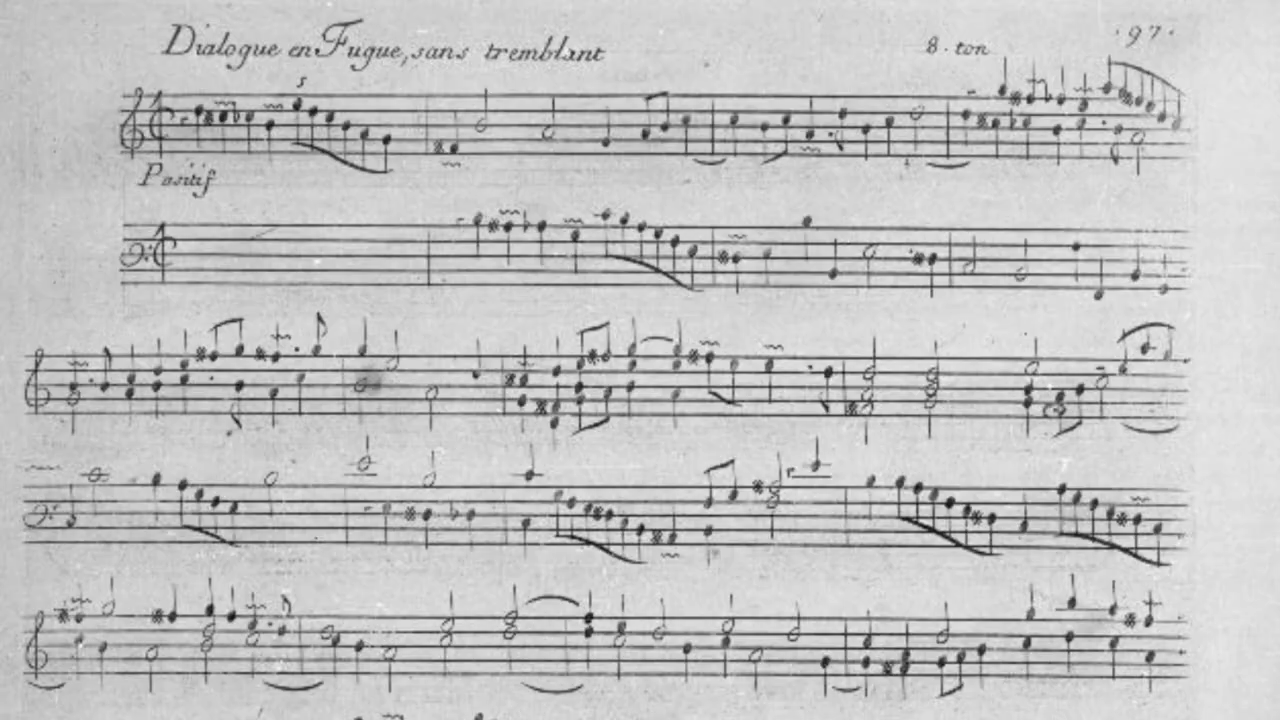 Dialogue en Fugue, sans tremblant
8. ton
.97.
Positif